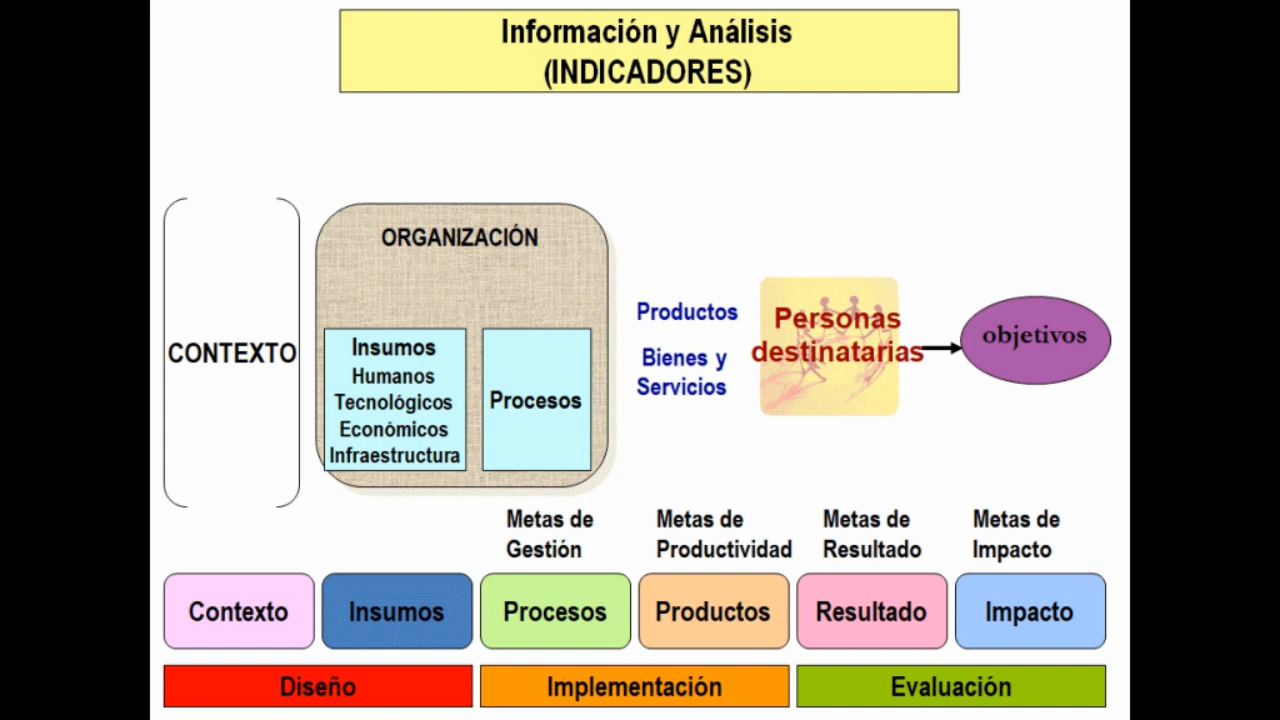 Información y Análisis
(INDICADORES)
CONTEXTO
ORGANIZACIÓN
Insumos
Humanos
Tecnológicos
Económicos
Infraestructura
Procesos
Productos
Bienes y
Servicios
Personas
destinatarias
objetivos
Metas de
Gestión
Metas de
Productividad
Metas de
Resultado
Metas de
Impacto
Contexto
Insumos
Procesos
Productos
Resultado
Impacto
Diseño
Implementación
Evaluación